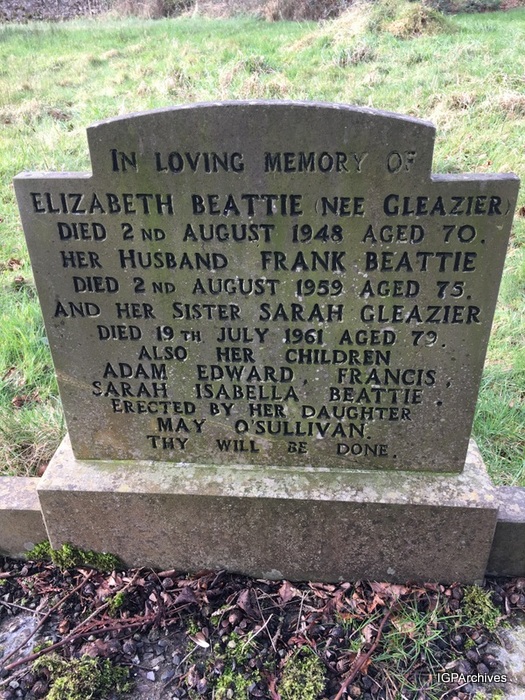 IN LOVING MEMORY OF
ELIZABETH BEATTIE (NEE GLEAZIER)
DIED 2ND AUGUST 1948 AGED 70.
HER HUSBAND FRANK BEATTIE
DIED 2ND AUGUST 1959 AGED 75.
AND HER SISTER SARAH GLEAZIER
DIED 19TH JULY 1961 AGED 79.
ALSO HER CHILDREN
ADAM EDWARD, FRANCIS,
SARAH ISABELLA BEATTIE.
ERECTED BY HER DAUGHTER
MAY O'SULLIVAN.
THY WILL BE DONE.
IGPArchives